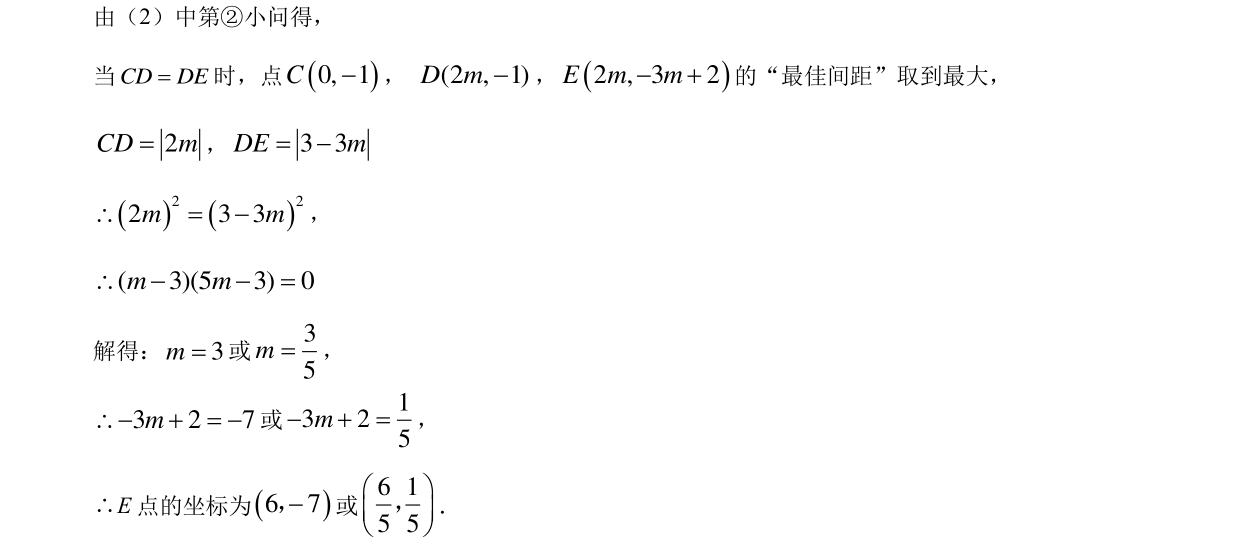 由（2）中第②小问得，
当CD=DE时，点C(0,−1)， D(2m,−1)，E(2m,−3m+2)的“最佳间距”取到最大，
CD=|2m|，DE=|3−3m|
∴(2m)²=(3−3m)²，
∴(m−3)(5m−3)=0
解得：m=3或m=3/5，
∴−3m+2=−7或−3m+2=1/5，
∴E点的坐标为(6,−7)或(6/5,1/5).